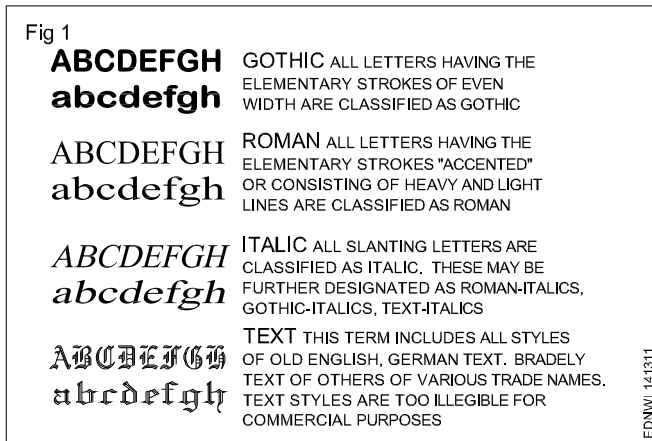 Fig 1
ABCDEFGH
abcdefgh
GOTHIC ALL LETTERS HAVING THE
ELEMENTARY STROKES OF EVEN
WIDTH ARE CLASSIFIED AS GOTHIC
ABCDEFGH
abcdefgh
ROMAN ALL LETTERS HAVING THE
ELEMENTARY STROKES "ACCENTED"
OR CONSISTING OF HEAVY AND LIGHT
LINES ARE CLASSIFIED AS ROMAN
ABCDEFGH
abcdefgh
ITALIC ALL SLANTING LETTERS ARE
CLASSIFIED AS ITALIC. THESE MAY BE
FURTHER DESIGNATED AS ROMAN-ITALICS,
GOTHIC-ITALICS, TEXT-ITALICS
ABCDEFGH
abcdefgh
TEXT THIS TERM INCLUDES ALL STYLES
OF OLD ENGLISH, GERMAN TEXT. BRADELY
TEXT OF OTHERS OF VARIOUS TRADE NAMES.
TEXT STYLES ARE TOO ILLEGIBLE FOR
COMMERCIAL PURPOSES
EDNWL141311